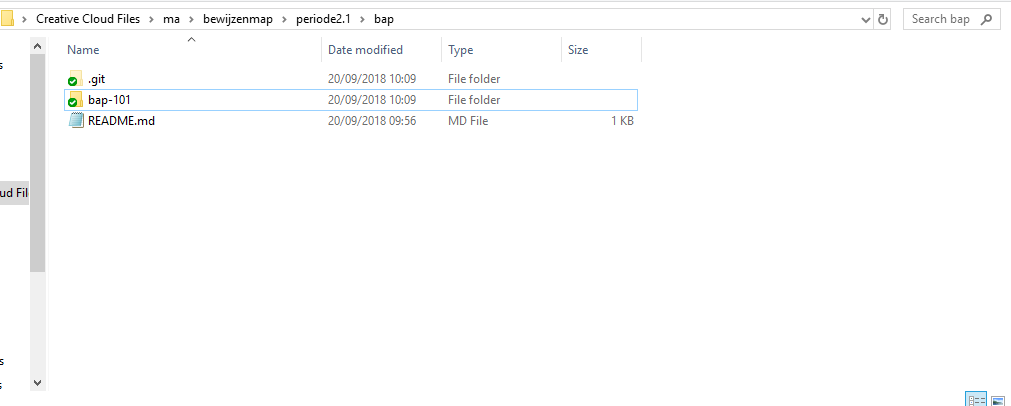 Creative Cloud Files > ma > bewijzenmap > periode2.1 > bap Search bap
Name Date modified Type Size
.git 20/09/2018 10:09 File folder
bap-101 20/09/2018 10:09 File folder
README.md 20/09/2018 09:56 MD File 1 KB
s
oud Fil
s
s